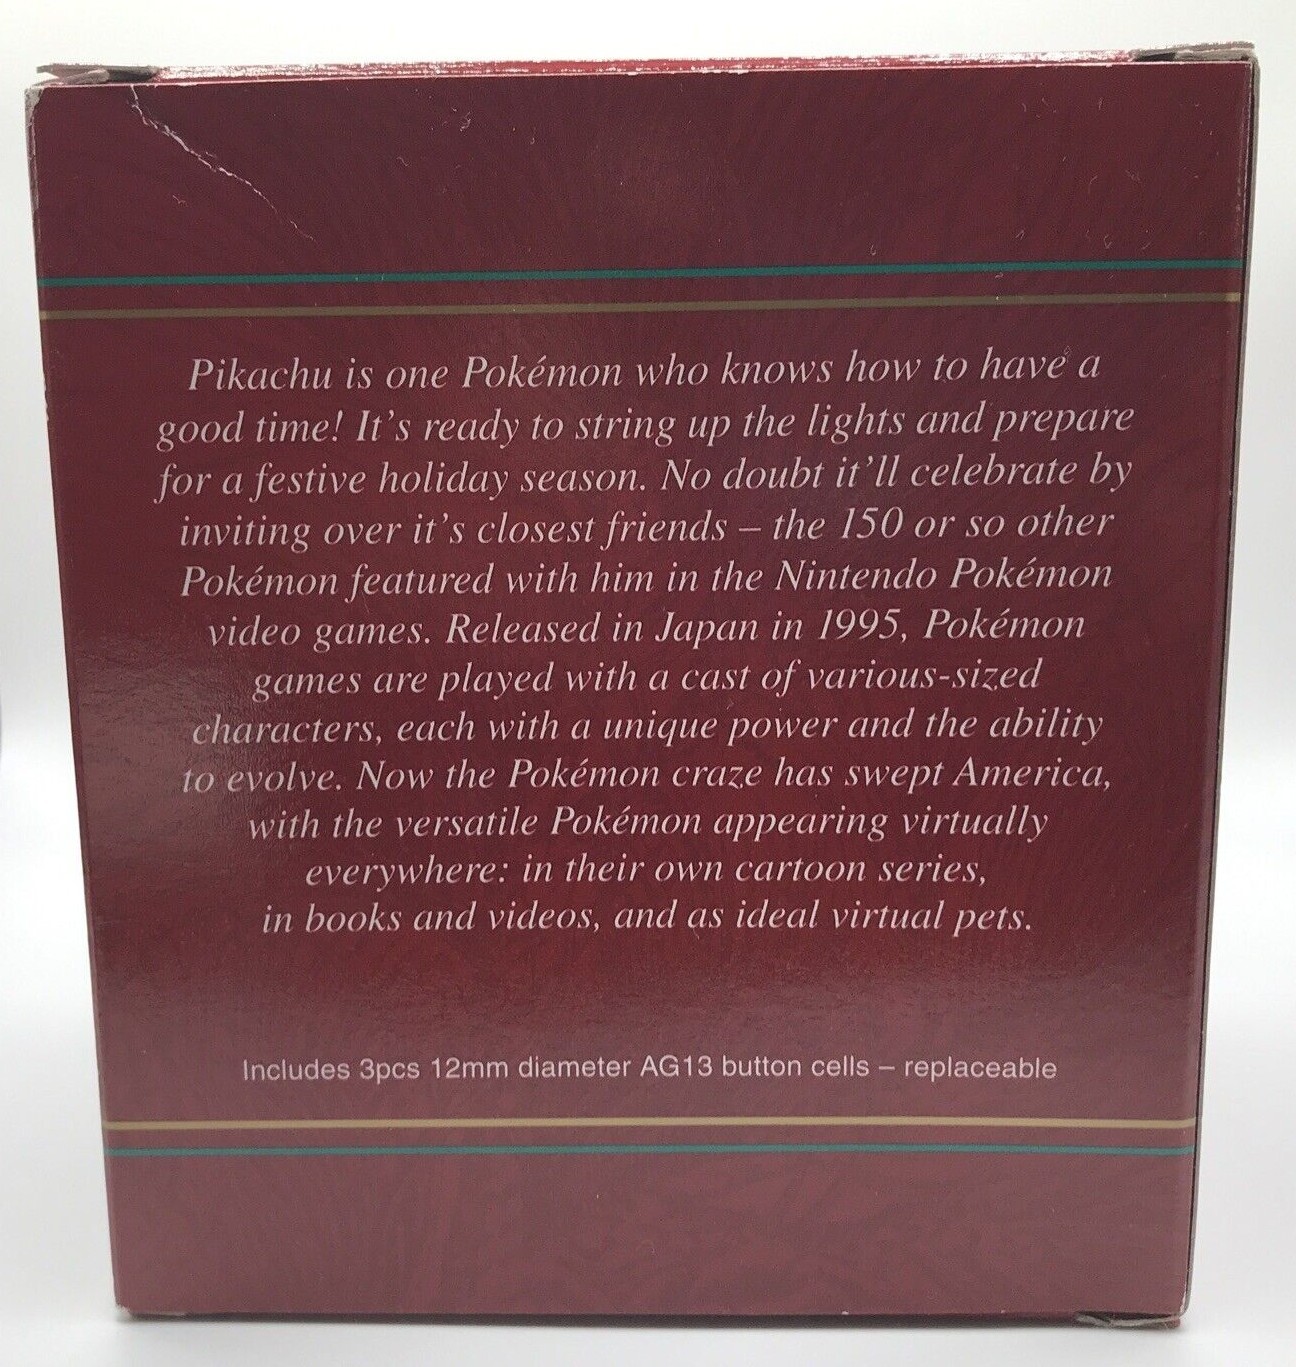 Pikachu is one Pokémon who knows how to have a
good time! It's ready to string up the lights and prepare
for a festive holiday season. No doubt it'll celebrate by
inviting over it's closest friends – the 150 or so other
Pokémon featured with him in the Nintendo Pokémon
video games. Released in Japan in 1995, Pokémon
games are played with a cast of various-sized
characters, each with a unique power and the ability
to evolve. Now the Pokémon craze has swept America,
with the versatile Pokémon appearing virtually
everywhere: in their own cartoon series,
in books and videos, and as ideal virtual pets.
Includes 3pcs 12mm diameter AG13 button cells – replaceable